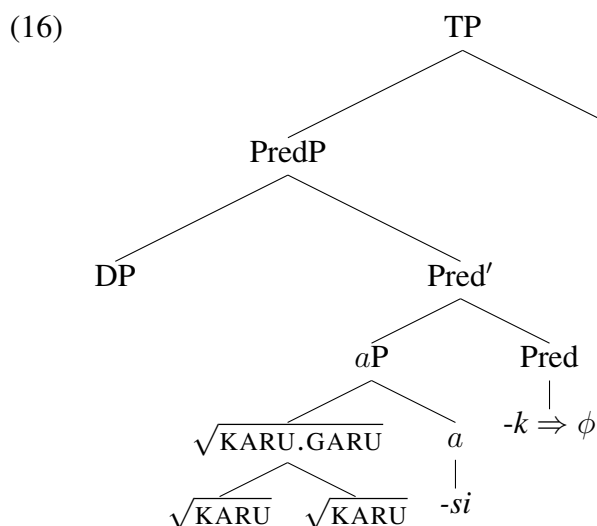 (16) TP
PredP
DP Pred′
aP Pred
√KARU.GARU a -k ⇒ ϕ
√KARU √KARU -si